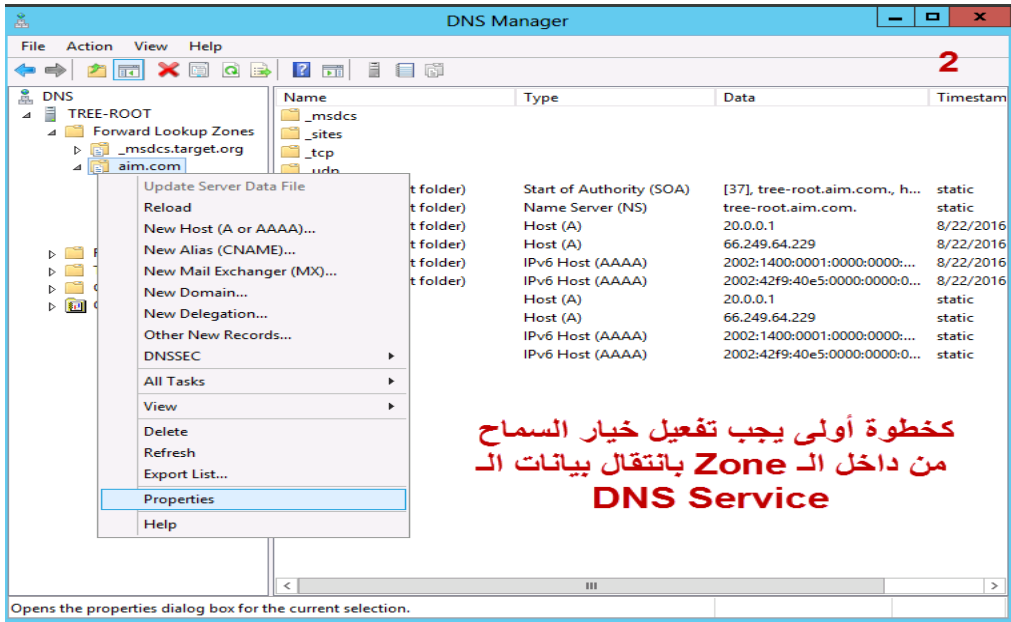 DNS Manager
File Action View Help
2
DNS
TREE-ROOT
Forward Lookup Zones
_msdcs.target.org
aim.com
Name Type Data Timestam
_msdcs
_sites
_tcp
_udp
t folder) Start of Authority (SOA) [37], tree-root.aim.com., h... static
t folder) Name Server (NS) tree-root.aim.com. static
t folder) Host (A) 20.0.0.1 8/22/2016
t folder) Host (A) 66.249.64.229 8/22/2016
t folder) IPv6 Host (AAAA) 2002:1400:0001:0000:0000:... 8/22/2016
t folder) IPv6 Host (AAAA) 2002:42f9:40e5:0000:0000:0... 8/22/2016
Host (A) 20.0.0.1 static
Host (A) 66.249.64.229 static
IPv6 Host (AAAA) 2002:1400:0001:0000:0000:... static
IPv6 Host (AAAA) 2002:42f9:40e5:0000:0000:0... static
Update Server Data File
Reload
New Host (A or AAAA)...
New Alias (CNAME)...
New Mail Exchanger (MX)...
New Domain...
New Delegation...
Other New Records...
DNSSEC
All Tasks
View
Delete
Refresh
Export List...
Properties
Help
كخطوة أولى يجب تفعيل خيار السماح
من داخل الـ Zone بانتقال بيانات الـ
DNS Service
Opens the properties dialog box for the current selection.